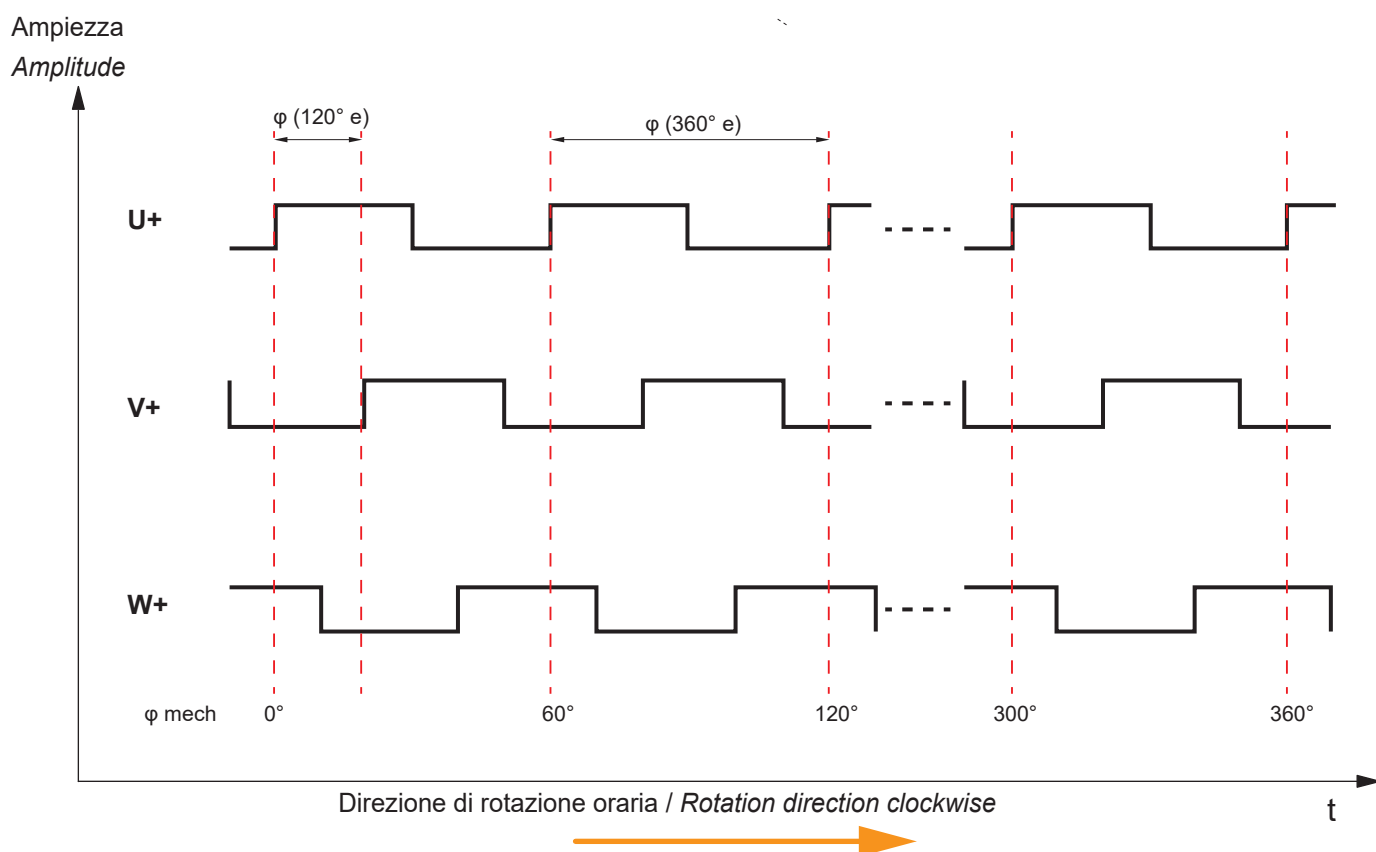 Ampiezza
Amplitude
φ (120° e)
φ (360° e)
U+
V+
W+
φ mech
0°
60°
120°
300°
360°
Direzione di rotazione oraria / Rotation direction clockwise
t